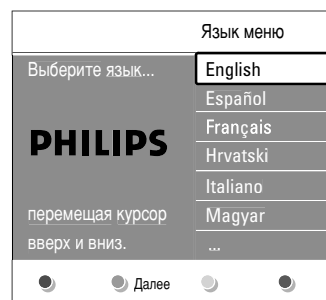 Язык меню
Выберите язык...
PHILIPS
перемещая курсор
вверх и вниз.
English
Español
Français
Hrvatski
Italiano
Magyar
...
Далее